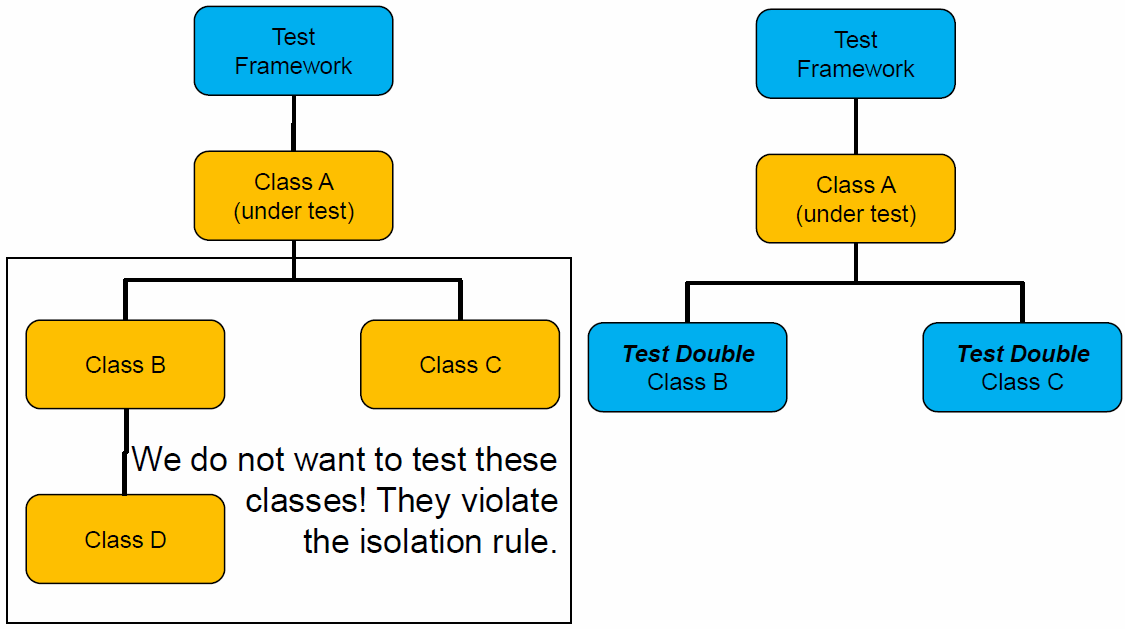 Test
Framework
Class A
(under test)
Class B
Class C
We do not want to test these
classes! They violate
the isolation rule.
Class D
Test
Framework
Class A
(under test)
Test Double
Class B
Test Double
Class C